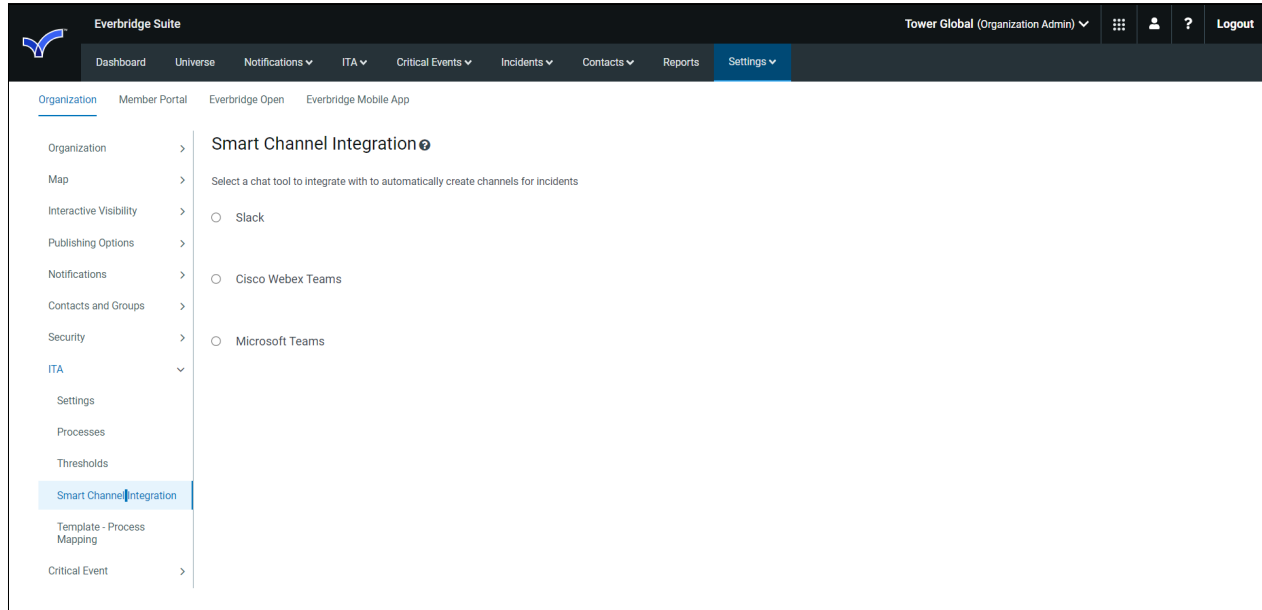 Everbridge Suite
Tower Global (Organization Admin)
?
Logout
Dashboard
Universe
Notifications
ITA
Critical Events
Incidents
Contacts
Reports
Settings
Organization
Member Portal
Everbridge Open
Everbridge Mobile App
Organization
Map
Interactive Visibility
Publishing Options
Notifications
Contacts and Groups
Security
ITA
Settings
Processes
Thresholds
Smart Channel Integration
Template - Process
Mapping
Critical Event
Smart Channel Integration ?
Select a chat tool to integrate with to automatically create channels for incidents
Slack
Cisco Webex Teams
Microsoft Teams